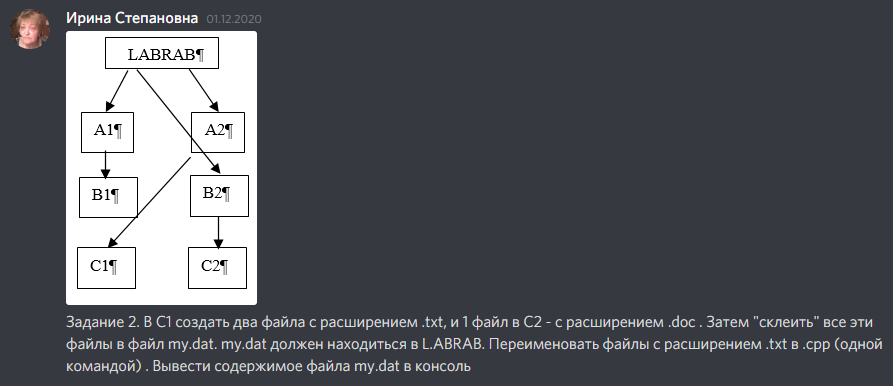 Ирина Степановна 01.12.2020
LABRAB¶
A1¶ A2¶
B1¶ B2¶
C1¶ C2¶
Задание 2. В С1 создать два файла с расширением .txt, и 1 файл в С2 - с расширением .doc . Затем "склеить" все эти
файлы в файл my.dat. my.dat должен находиться в L.ABRAB. Переименовать файлы с расширением .txt в .cpp (одной
командой) . Вывести содержимое файла my.dat в консоль